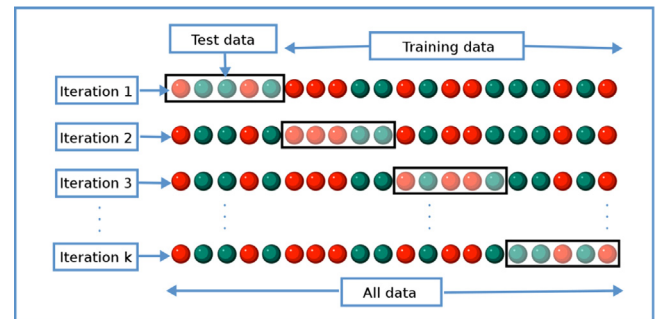 Test data
Training data
Iteration 1
Iteration 2
Iteration 3
Iteration k
All data